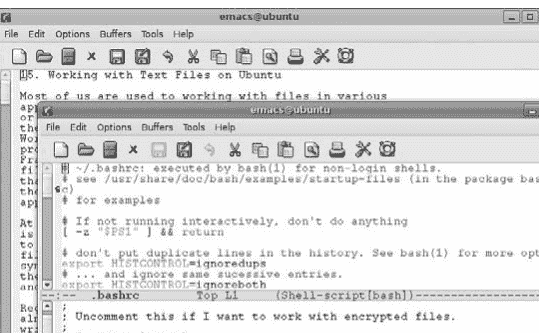 emacs@ubuntu
File Edit Options Buffers Tools Help
15. Working with Text Files on Ubuntu
Most of us are used to working with files in various
emacs@ubuntu
File Edit Options Buffers Tools Help
# ~/.bashrc: executed by bash(1) for non-login shells.
# see /usr/share/doc/bash/examples/startup-files (in the package bas
c)
# for examples
# If not running interactively, don't do anything
[ -z "$PS1" ] && return
# don't put duplicate lines in the history. See bash(1) for more opt
export HISTCONTROL=ignoredups
# ... and ignore same sucessive entries.
export HISTCONTROL=ignoreboth
--:-- .bashrc Top L1 (Shell-script[bash])
;
; Uncomment this if I want to work with encrypted files.
;